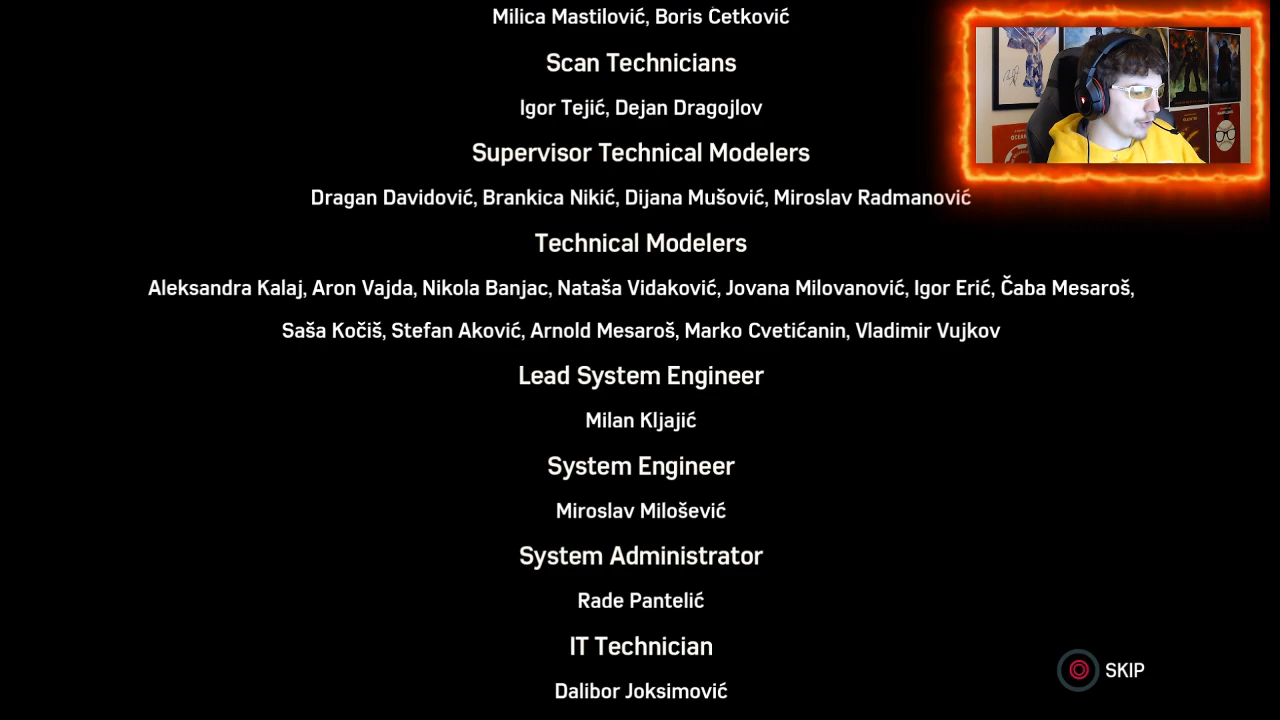 Milica Mastilović, Boris Ćetković
Scan Technicians
Igor Tejić, Dejan Dragojlov
Supervisor Technical Modelers
Dragan Davidović, Brankica Nikić, Dijana Mušović, Miroslav Radmanović
Technical Modelers
Aleksandra Kalaj, Aron Vajda, Nikola Banjac, Nataša Vidaković, Jovana Milovanović, Igor Erić, Čaba Mesaroš,
Saša Kočiš, Stefan Aković, Arnold Mesaroš, Marko Cvetićanin, Vladimir Vujkov
Lead System Engineer
Milan Kljajić
System Engineer
Miroslav Milošević
System Administrator
Rade Pantelić
IT Technician
Dalibor Joksimović
SKIP